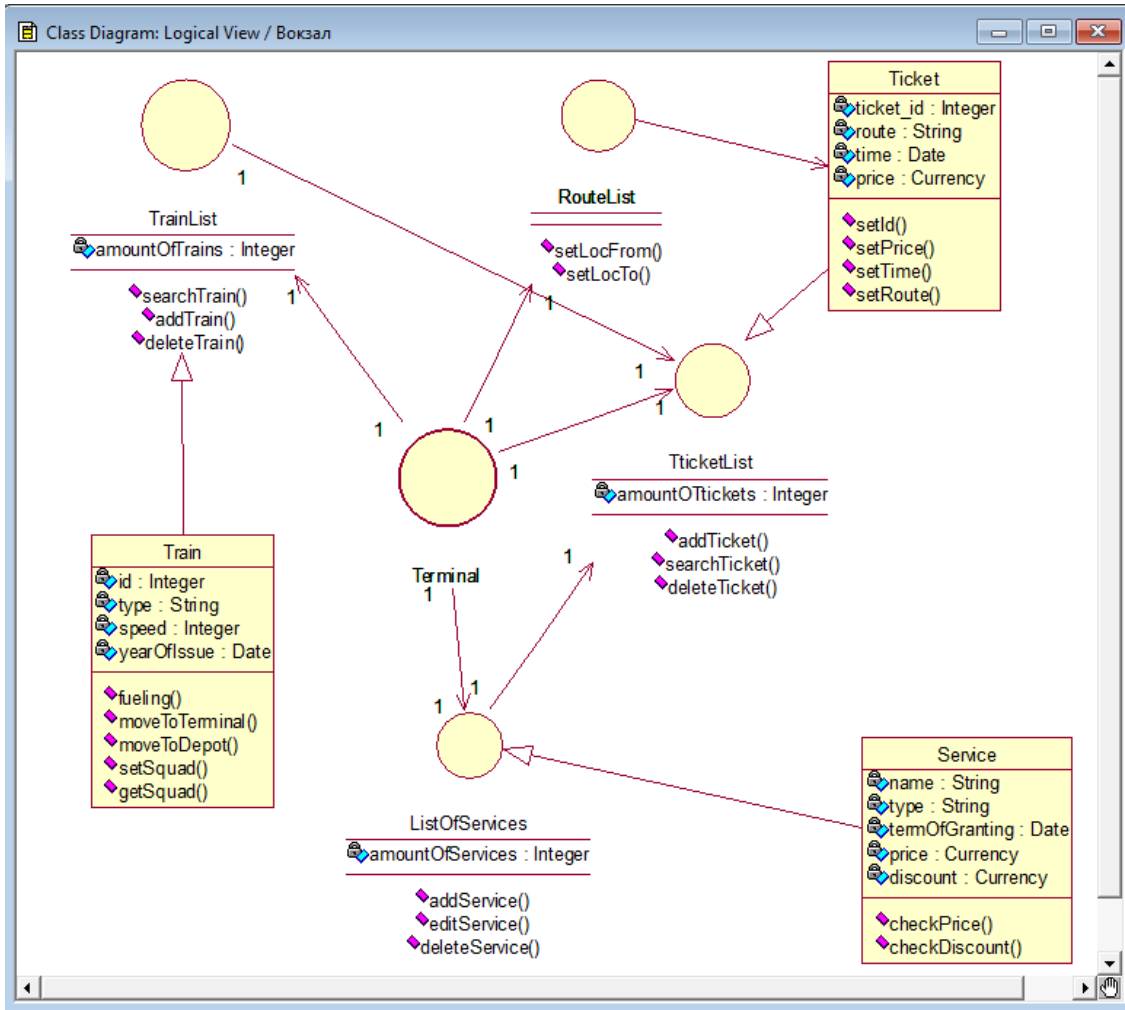 Class Diagram: Logical View / Вокзал
Ticket
ticket_id : Integer
route : String
time : Date
price : Currency
setId()
setPrice()
setTime()
setRoute()
1
TrainList
amountOfTrains : Integer
searchTrain()
addTrain()
deleteTrain()
1
RouteList
setLocFrom()
setLocTo()
1
1
1
1
1
1
TticketList
amountOTtickets : Integer
addTicket()
searchTicket()
deleteTicket()
1
Train
id : Integer
type : String
speed : Integer
yearOfIssue : Date
fueling()
moveToTerminal()
moveToDepot()
setSquad()
getSquad()
Terminal
1
1
1
ListOfServices
amountOfServices : Integer
addService()
editService()
deleteService()
Service
name : String
type : String
termOfGranting : Date
price : Currency
discount : Currency
checkPrice()
checkDiscount()